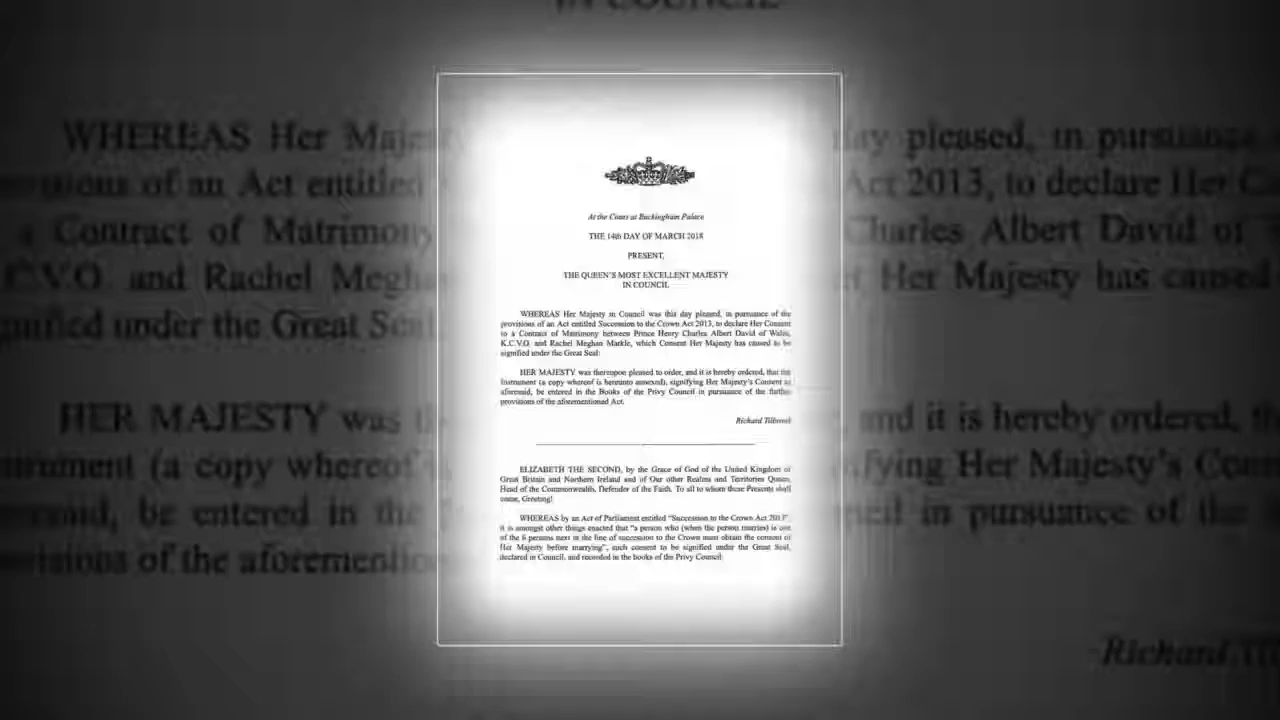 IN COUNCIL
At the Court at Buckingham Palace
THE 14th DAY OF MARCH 2018
PRESENT,
THE QUEEN'S MOST EXCELLENT MAJESTY
IN COUNCIL
WHEREAS Her Majesty in Council was this day pleased, in pursuance of the
provisions of an Act entitled Succession to the Crown Act 2013, to declare Her Consent
to a Contract of Matrimony between Prince Henry Charles Albert David of Wales,
K.C.V.O. and Rachel Meghan Markle, which Consent Her Majesty has caused to be
signified under the Great Seal:
HER MAJESTY was thereupon pleased to order, and it is hereby ordered, that the
Instrument (a copy whereof is hereunto annexed), signifying Her Majesty's Consent as
aforesaid, be entered in the Books of the Privy Council in pursuance of the further
provisions of the aforementioned Act.
Richard Tilbrook
ELIZABETH THE SECOND, by the Grace of God of the United Kingdom of
Great Britain and Northern Ireland and of Our other Realms and Territories Queen,
Head of the Commonwealth, Defender of the Faith. To all to whom these Presents shall
come, Greeting!
WHEREAS by an Act of Parliament entitled "Succession to the Crown Act 2013",
it is amongst other things enacted that "a person who (when the person marries) is one
of the 6 persons next in the line of succession to the Crown must obtain the consent of
Her Majesty before marrying", such consent to be signified under the Great Seal,
declared in Council, and recorded in the books of the Privy Council:
WHEREAS Her Maj ay pleased, in pursuance
of an Act entitled Act 2013, to declare Her
Contract of Matrimony Charles Albert David of
C.V.O. and Rachel Megh of Her Majesty has caused
under the Great Se
HER MAJESTY was and it is hereby ordered,
(a copy whereof fying Her Majesty's
be entered in the cil in pursuance of the
of the aforementio
Richard